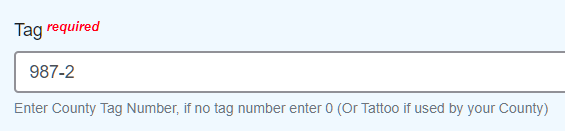 Tag required
987-2
Enter County Tag Number, if no tag number enter 0 (Or Tattoo if used by your County)